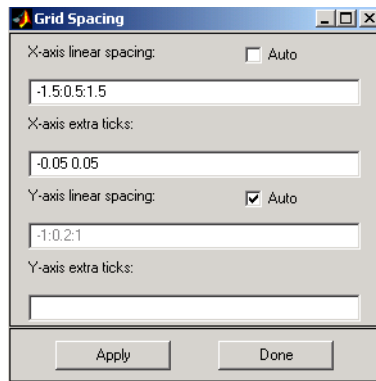 Grid Spacing
X-axis linear spacing: Auto
-1.5:0.5:1.5
X-axis extra ticks:
-0.05 0.05
Y-axis linear spacing: Auto
-1:0.2:1
Y-axis extra ticks:
Apply Done